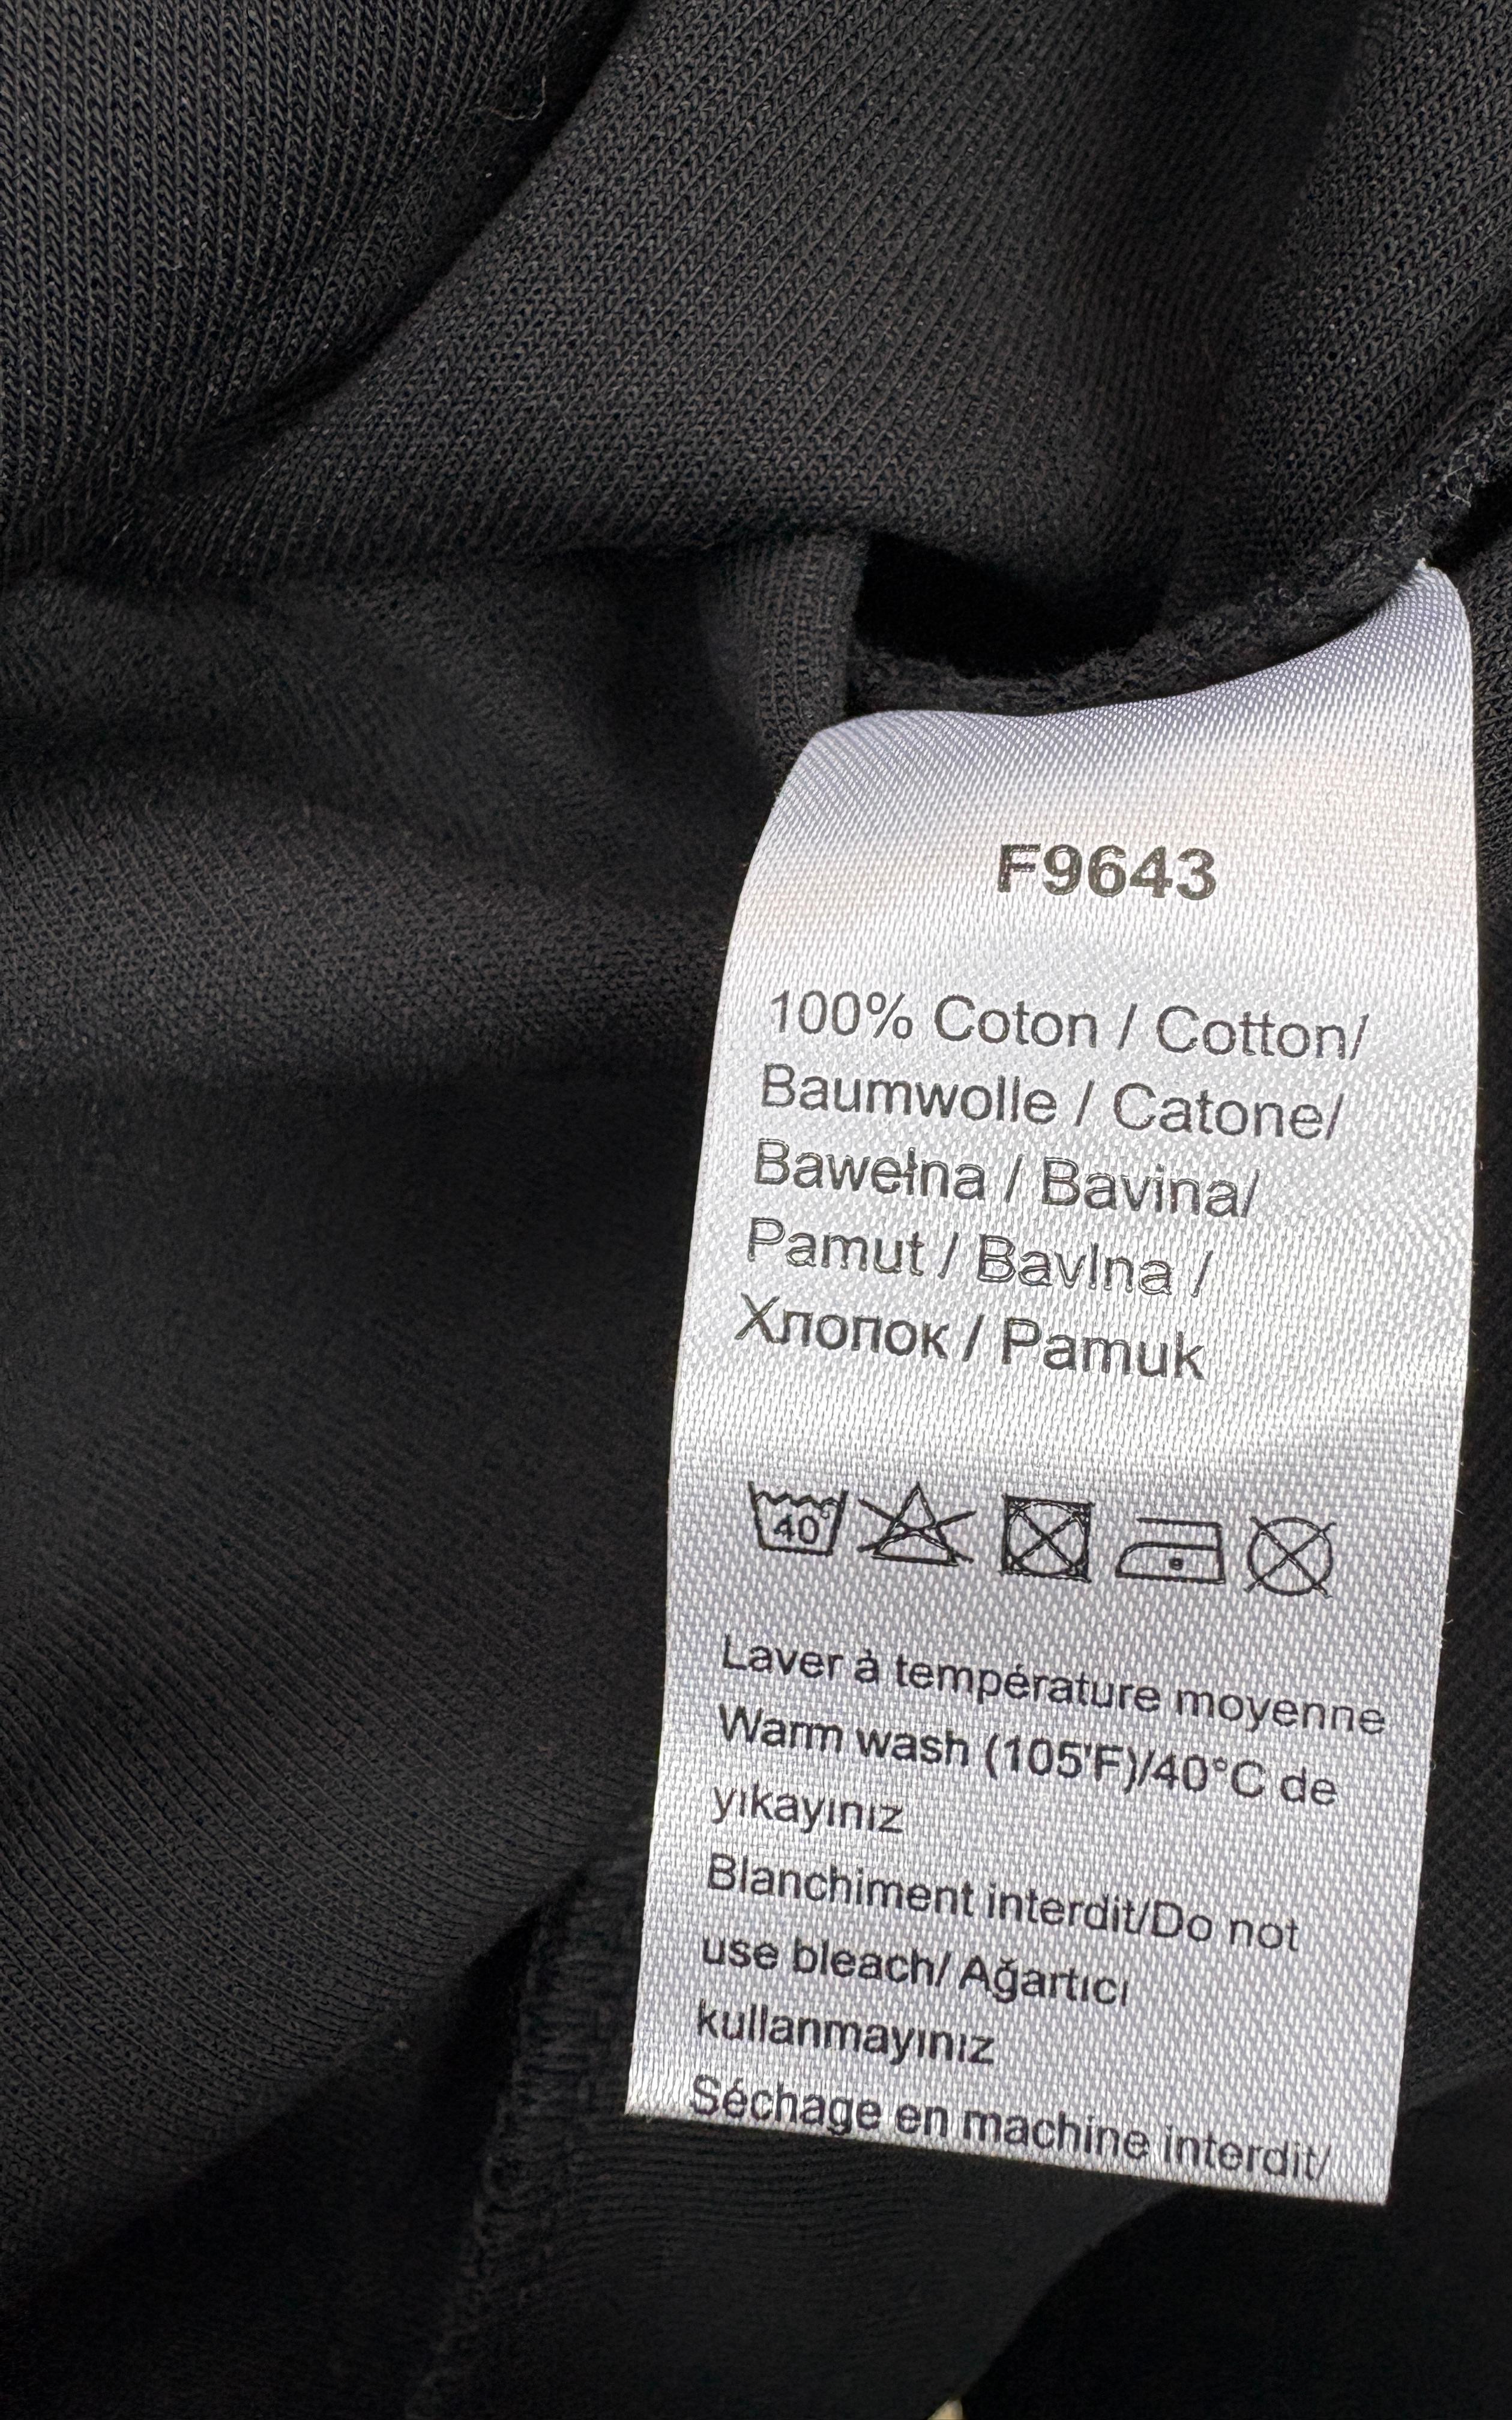 F9643
100% Coton / Cotton/
Baumwolle / Catone/
Bawełna / Bavina/
Pamut / Bavlna /
Хлопок / Pamuk
40°
Laver à température moyenne
Warm wash (105'F)/40°C de
yıkayınız
Blanchiment interdit/Do not
use bleach/ Ağartıcı
kullanmayınız
Séchage en machine interdit/